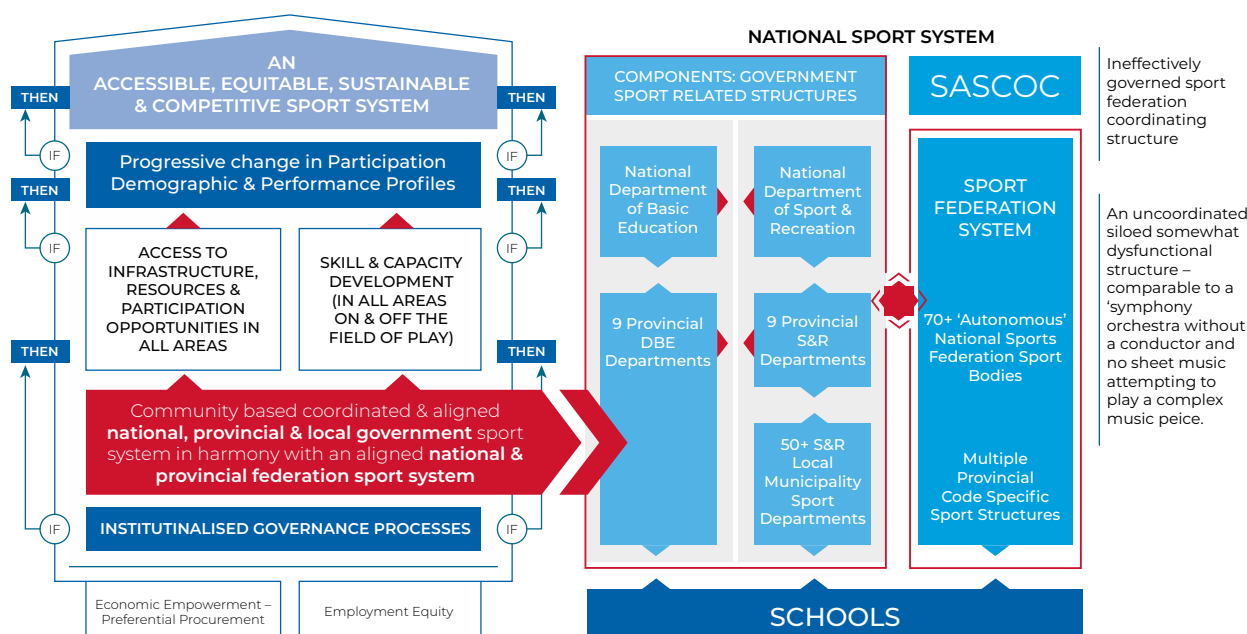 AN
ACCESSIBLE, EQUITABLE, SUSTAINABLE
& COMPETITIVE SPORT SYSTEM
THEN
THEN
IF
IF
Progressive change in Participation
Demographic & Performance Profiles
THEN
THEN
IF
IF
ACCESS TO
INFRASTRUCTURE,
RESOURCES &
PARTICIPATION
OPPORTUNITIES IN
ALL AREAS
SKILL & CAPACITY
DEVELOPMENT
(IN ALL AREAS
ON & OFF THE
FIELD OF PLAY)
THEN
THEN
Community based coordinated & aligned
national, provincial & local government sport
system in harmony with an aligned national &
provincial federation sport system
IF
IF
INSTITUTINALISED GOVERNANCE PROCESSES
Economic Empowerment –
Preferential Procurement
Employment Equity
NATIONAL SPORT SYSTEM
COMPONENTS: GOVERNMENT
SPORT RELATED STRUCTURES
National
Department
of Basic
Education
9 Provincial
DBE
Departments
National
Department
of Sport &
Recreation
9 Provincial
S&R
Departments
50+ S&R
Local
Municipality
Sport
Departments
SASCOC
SPORT
FEDERATION
SYSTEM
70+ ‘Autonomous’
National Sports
Federation Sport
Bodies
Multiple
Provincial
Code Specific
Sport Structures
SCHOOLS
Ineffectively
governed sport
federation
coordinating
structure
An uncoordinated
siloed somewhat
dysfunctional
structure –
comparable to a
‘symphony
orchestra without
a conductor and
no sheet music
attempting to
play a complex
music peice.